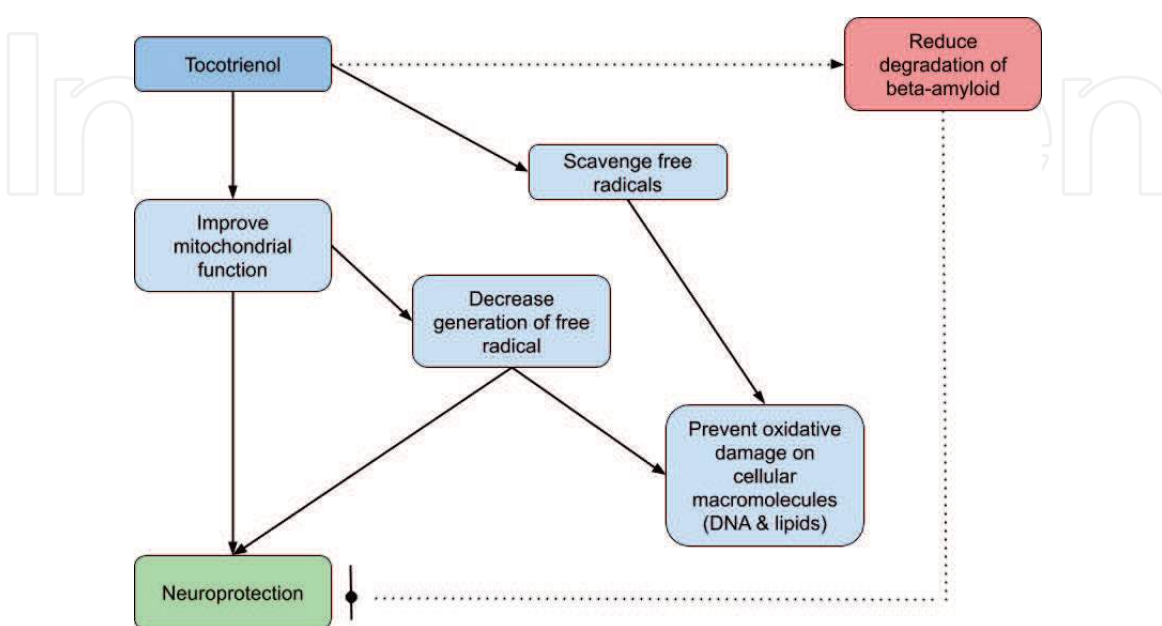 Tocotrienol
Reduce
degradation of
beta-amyloid
Scavenge free
radicals
Improve
mitochondrial
function
Decrease
generation of free
radical
Prevent oxidative
damage on
cellular
macromolecules
(DNA & lipids)
Neuroprotection